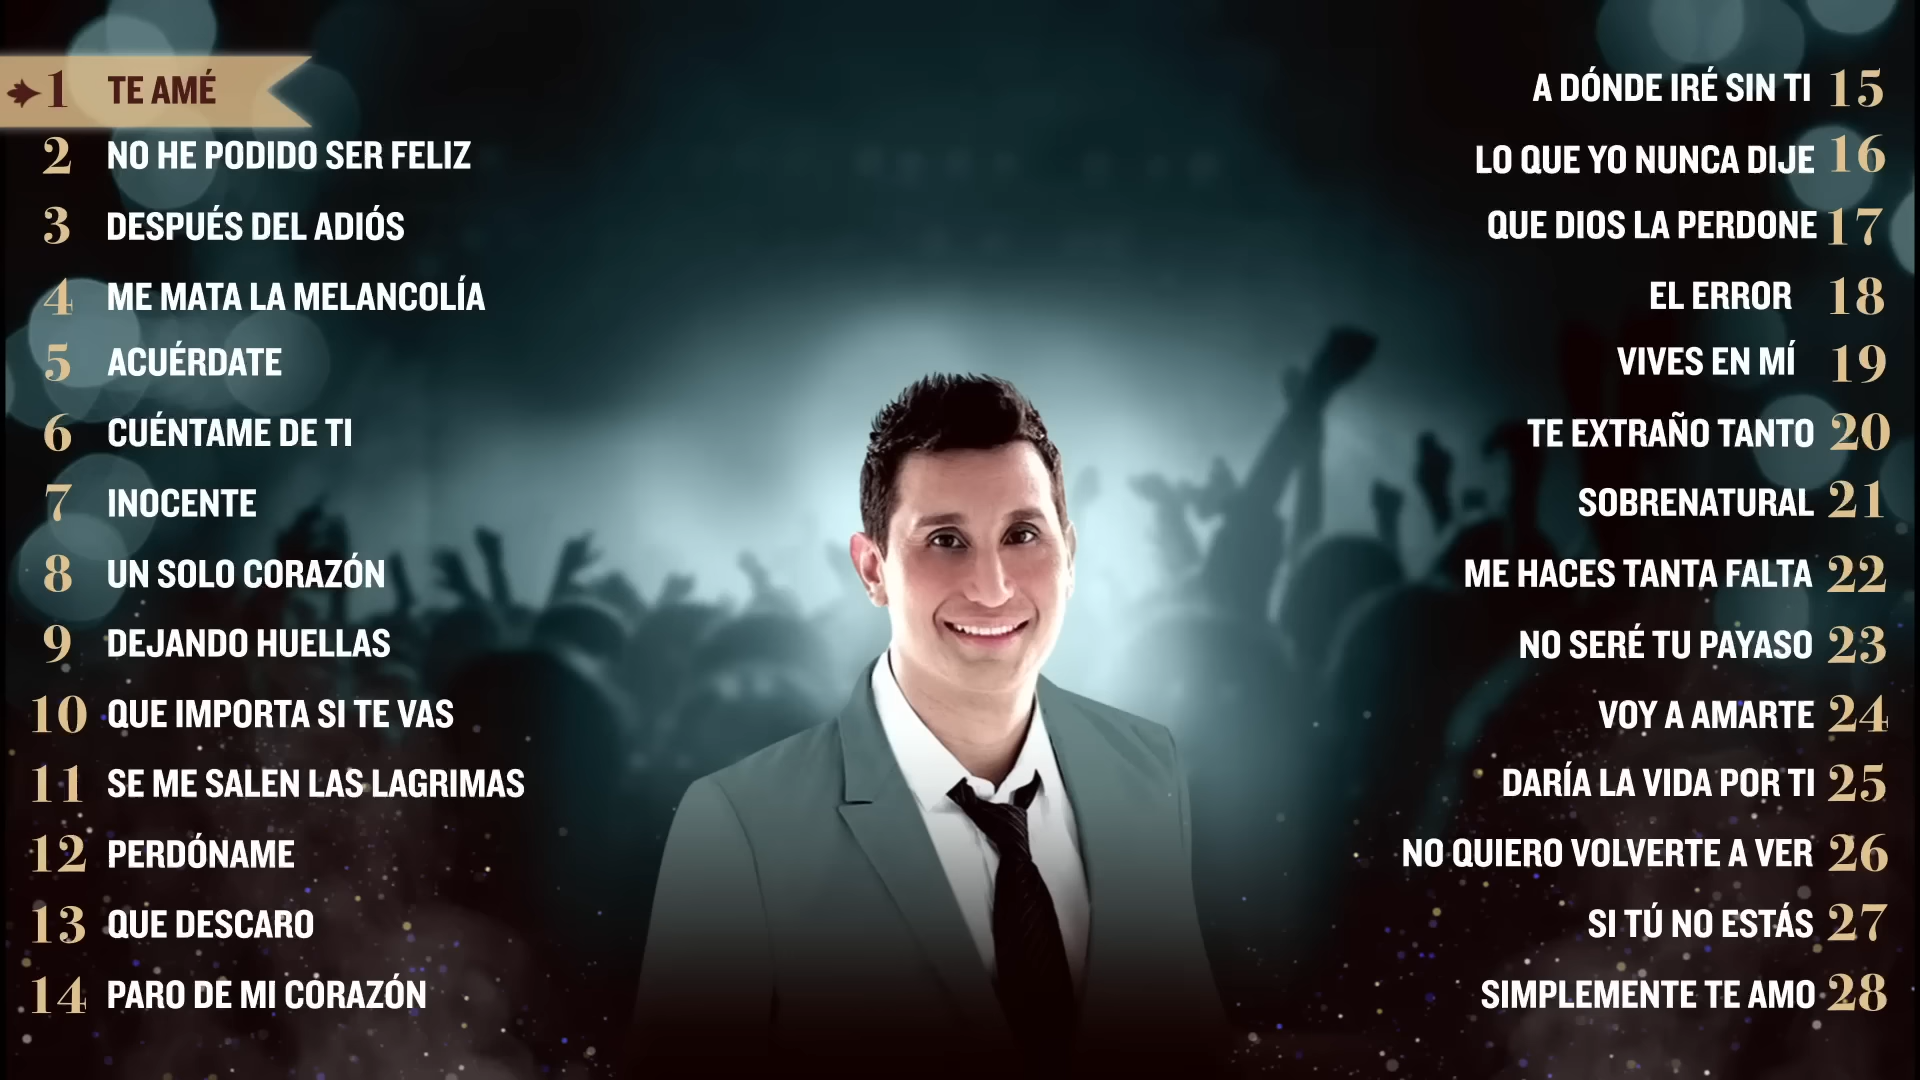 1 TE AMÉ
2 NO HE PODIDO SER FELIZ
3 DESPUÉS DEL ADIÓS
4 ME MATA LA MELANCOLÍA
5 ACUÉRDATE
6 CUÉNTAME DE TI
7 INOCENTE
8 UN SOLO CORAZÓN
9 DEJANDO HUELLAS
10 QUE IMPORTA SI TE VAS
11 SE ME SALEN LAS LAGRIMAS
12 PERDÓNAME
13 QUE DESCARO
14 PARO DE MI CORAZÓN
A DÓNDE IRÉ SIN TI 15
LO QUE YO NUNCA DIJE 16
QUE DIOS LA PERDONE 17
EL ERROR 18
VIVES EN MÍ 19
TE EXTRAÑO TANTO 20
SOBRENATURAL 21
ME HACES TANTA FALTA 22
NO SERÉ TU PAYASO 23
VOY A AMARTE 24
DARÍA LA VIDA POR TI 25
NO QUIERO VOLVERTE A VER 26
SI TÚ NO ESTÁS 27
SIMPLEMENTE TE AMO 28